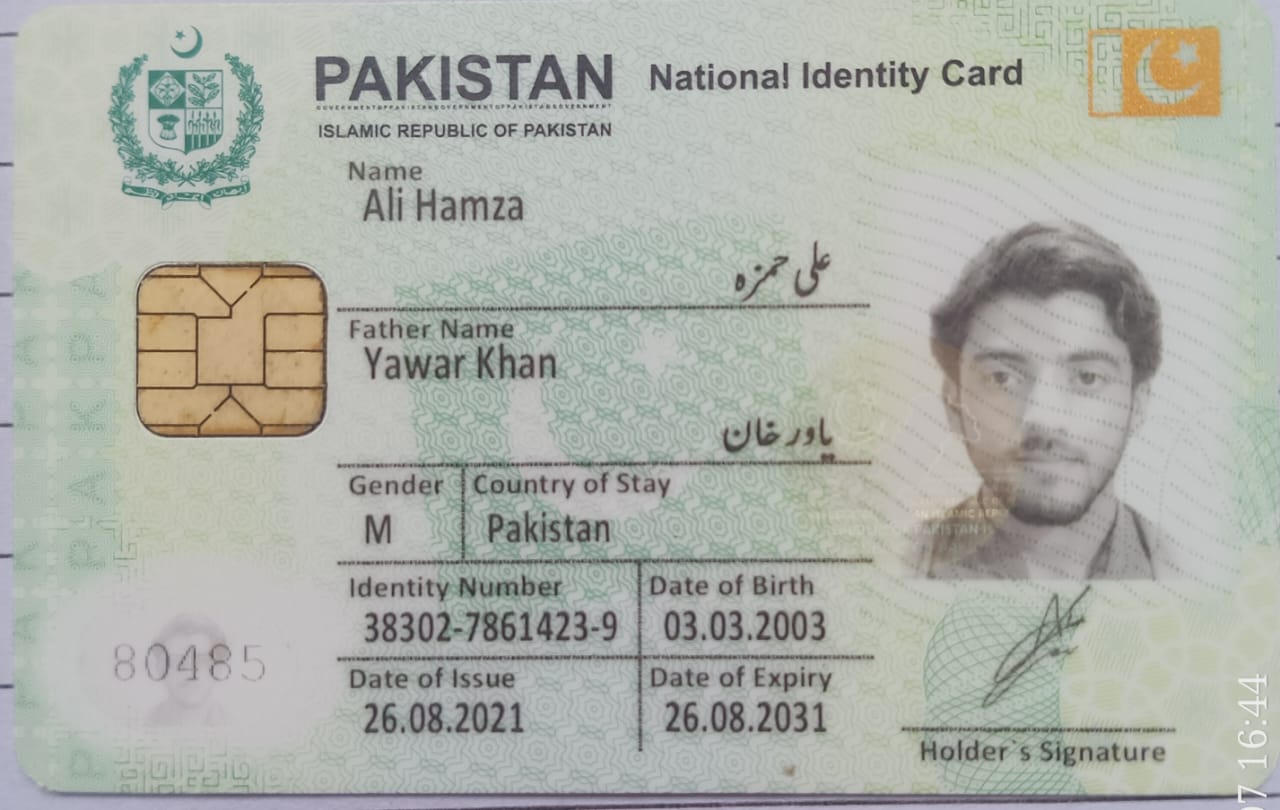 PAKISTAN National Identity Card
ISLAMIC REPUBLIC OF PAKISTAN
Name
Ali Hamza
علی حمزہ
Father Name
Yawar Khan
یاور خان
Gender Country of Stay
M Pakistan
Identity Number Date of Birth
38302-7861423-9 03.03.2003
Date of Issue Date of Expiry
26.08.2021 26.08.2031
80485
Holder`s Signature
07 16:44